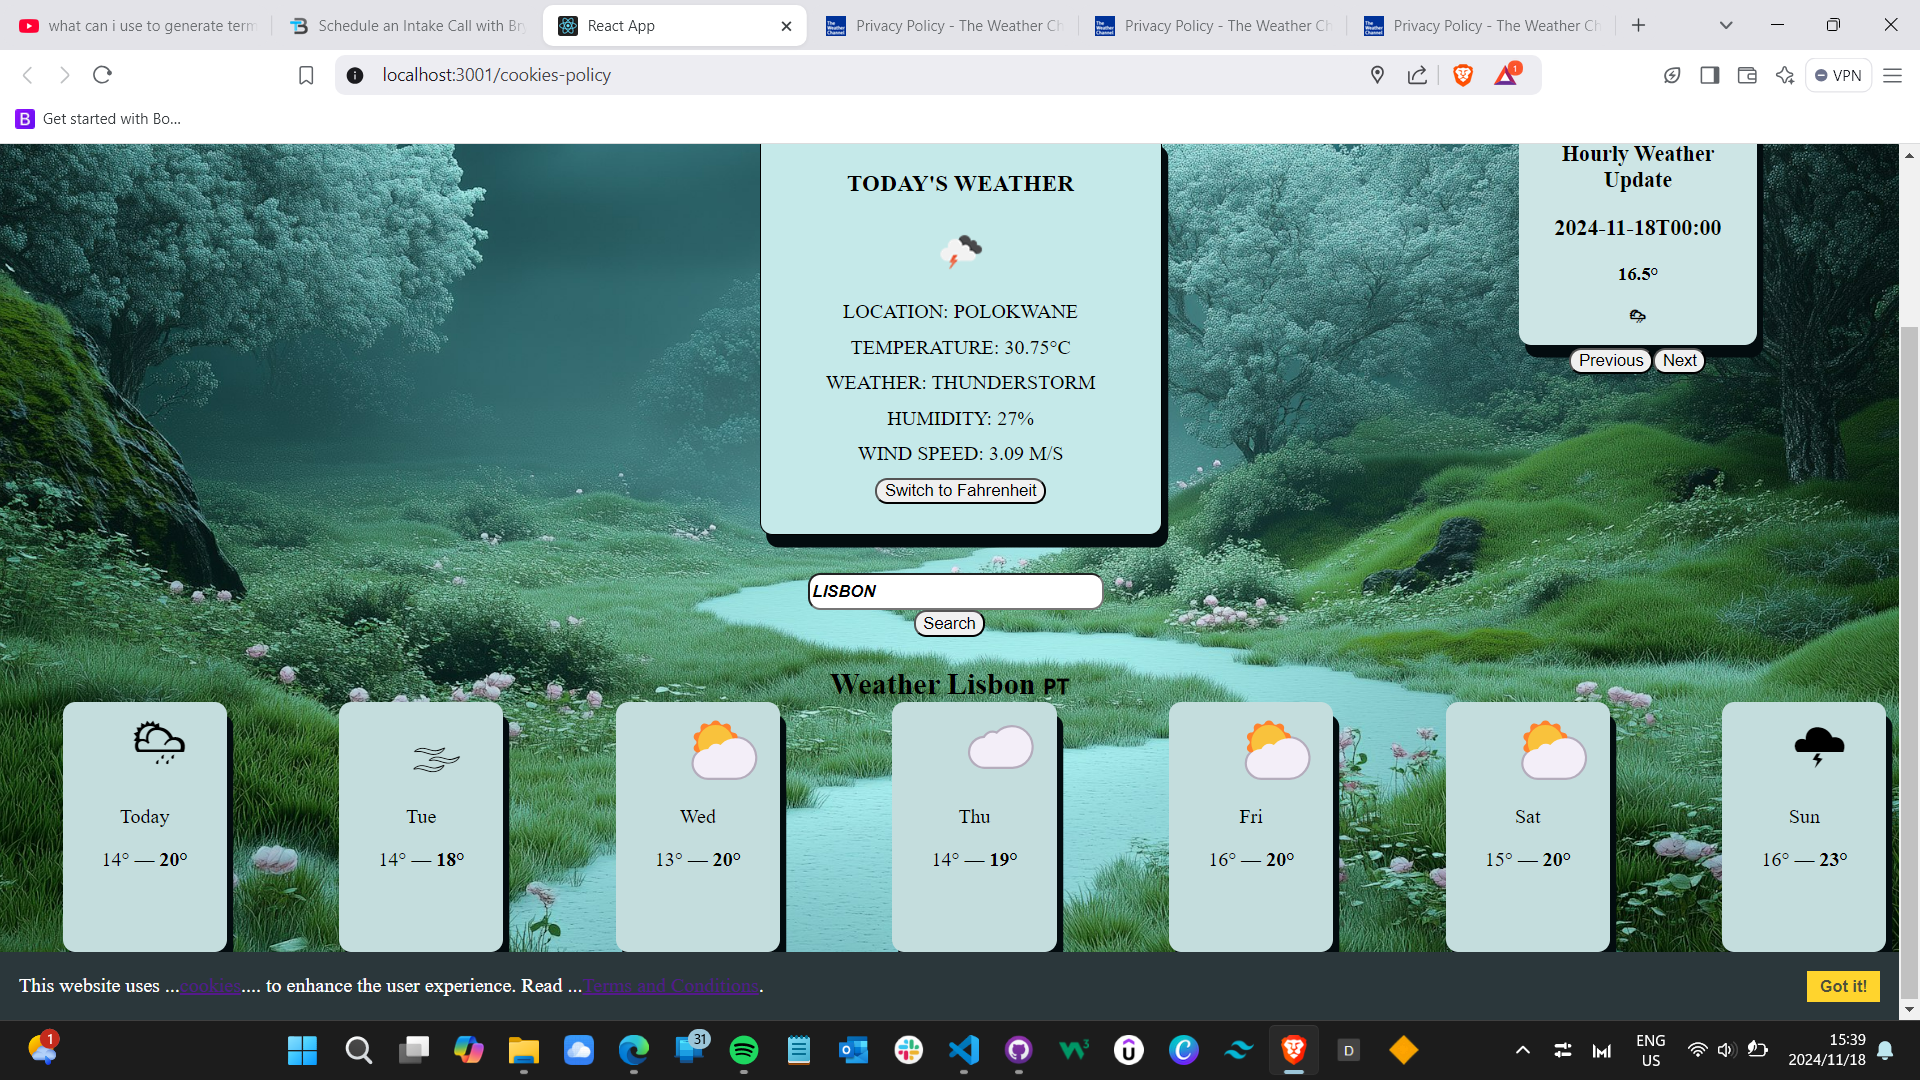 what can i use to generate term
Schedule an Intake Call with Bry
React App
Privacy Policy - The Weather Ch
Privacy Policy - The Weather Ch
Privacy Policy - The Weather Ch
localhost:3001/cookies-policy
1
VPN
B Get started with Bo...
TODAY'S WEATHER
LOCATION: POLOKWANE
TEMPERATURE: 30.75°C
WEATHER: THUNDERSTORM
HUMIDITY: 27%
WIND SPEED: 3.09 M/S
Switch to Fahrenheit
Hourly Weather
Update
2024-11-18T00:00
16.5°
Previous Next
LISBON
Search
Weather Lisbon PT
Today
14° — 20°
Tue
14° — 18°
Wed
13° — 20°
Thu
14° — 19°
Fri
16° — 20°
Sat
15° — 20°
Sun
16° — 23°
This website uses ...cookies.... to enhance the user experience. Read ...Terms and Conditions.
Got it!
1
31
D
ENG
US
15:39
2024/11/18